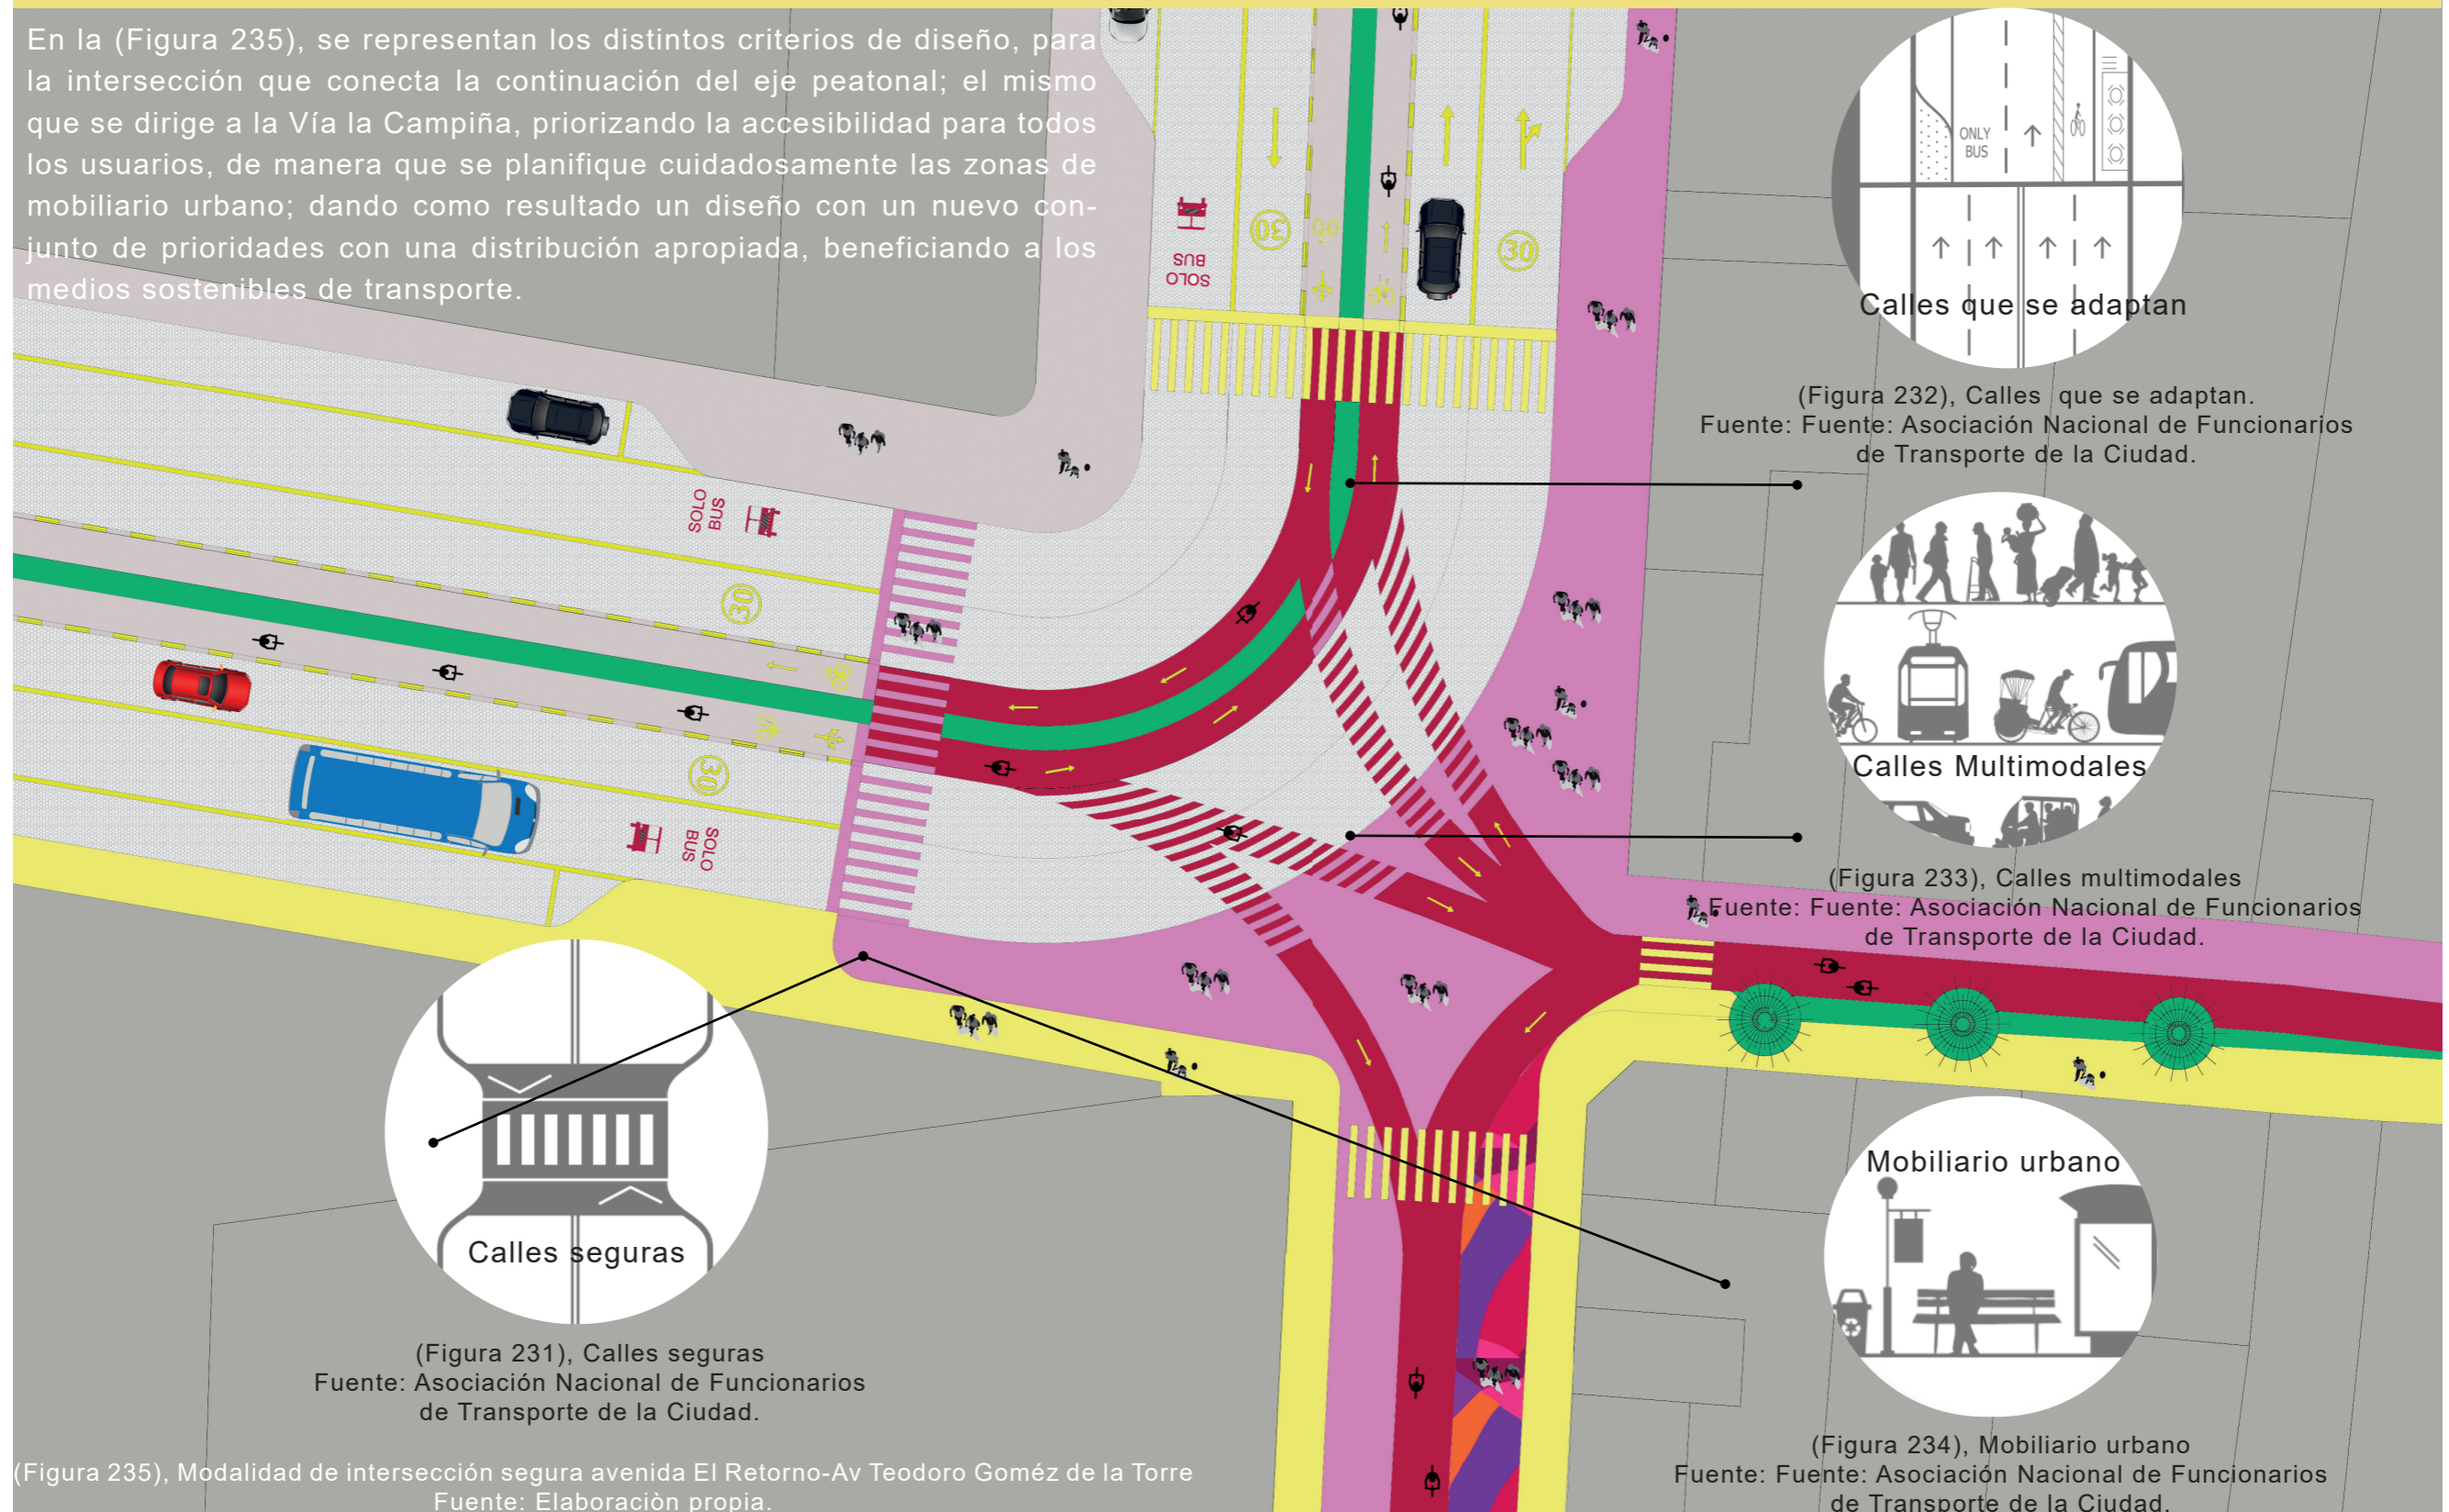 En la (Figura 235), se representan los distintos criterios de diseño, para
la intersección que conecta la continuación del eje peatonal; el mismo
que se dirige a la Vía la Campiña, priorizando la accesibilidad para todos
los usuarios, de manera que se planifique cuidadosamente las zonas de
mobiliario urbano; dando como resultado un diseño con un nuevo con-
junto de prioridades con una distribución apropiada, beneficiando a los
medios sostenibles de transporte.
SOLO
BUS
30
30
ONLY
BUS
Calles que se adaptan
(Figura 232), Calles  que se adaptan.
Fuente: Fuente: Asociación Nacional de Funcionarios
de Transporte de la Ciudad.
SOLO
BUS
30
30
SOLO
BUS
Calles Multimodales
(Figura 233), Calles multimodales
Fuente: Fuente: Asociación Nacional de Funcionarios
de Transporte de la Ciudad.
Calles seguras
(Figura 231), Calles seguras
Fuente: Asociación Nacional de Funcionarios
de Transporte de la Ciudad.
Mobiliario urbano
(Figura 234), Mobiliario urbano
Fuente: Fuente: Asociación Nacional de Funcionarios
de Transporte de la Ciudad.
(Figura 235), Modalidad de intersección segura avenida El Retorno-Av Teodoro Goméz de la Torre
Fuente: Elaboraciòn propia.